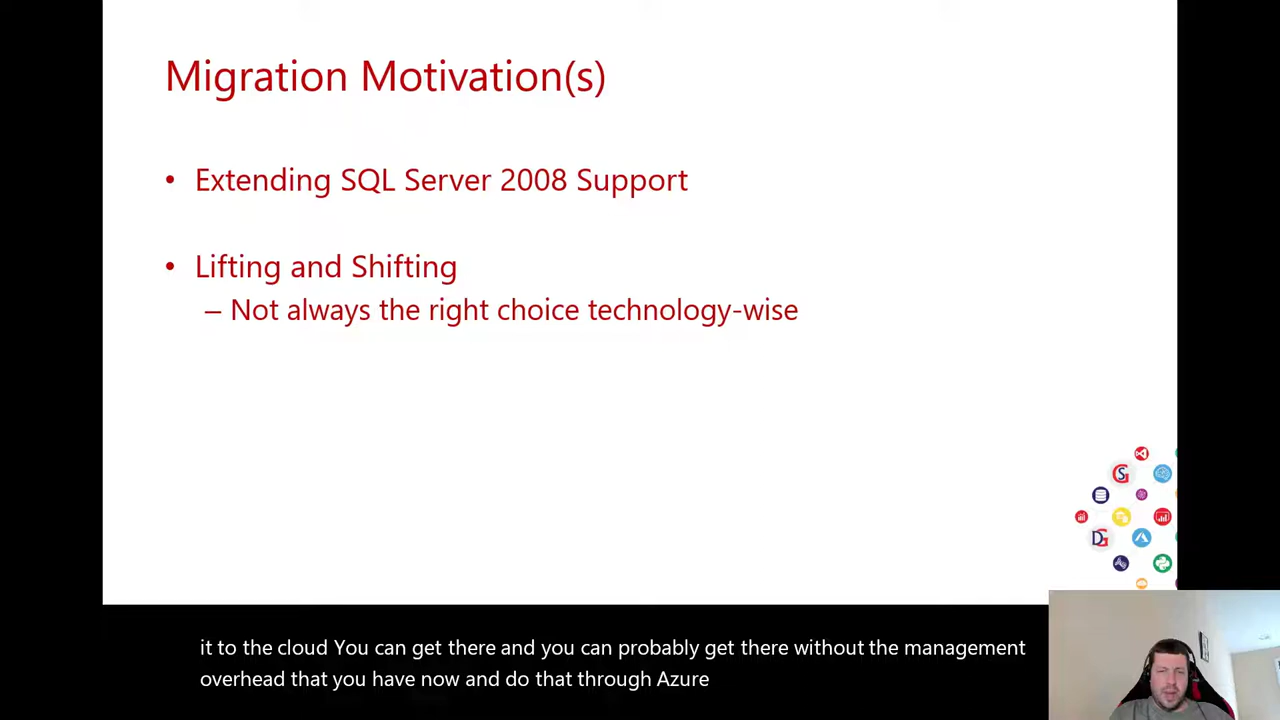 Migration Motivation(s)
• Extending SQL Server 2008 Support
• Lifting and Shifting
– Not always the right choice technology-wise
it to the cloud You can get there and you can probably get there without the management
overhead that you have now and do that through Azure